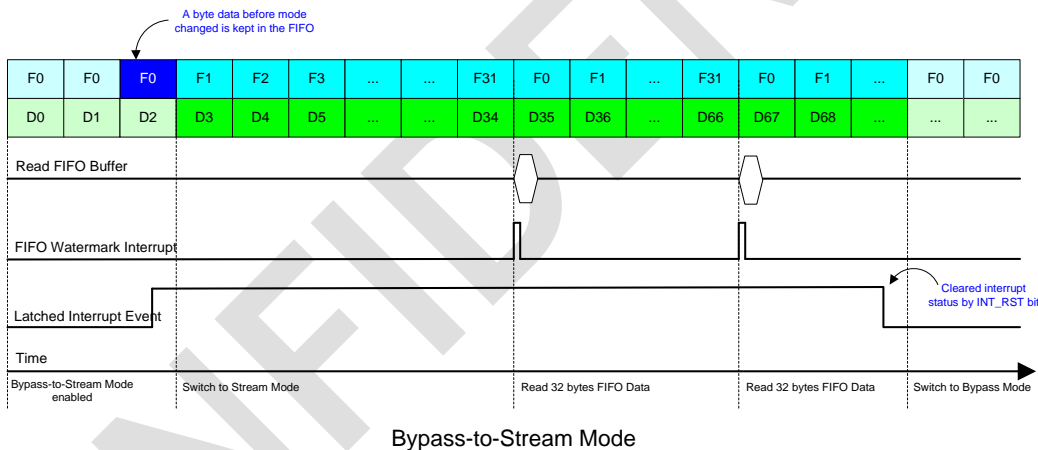 A byte data before mode
changed is kept in the FIFO
F0 F0 F0 F1 F2 F3 ... ... F31 F0 F1 ... F31 F0 F1 ... F0 F0
D0 D1 D2 D3 D4 D5 ... ... D34 D35 D36 ... D66 D67 D68 ... ... ...
Read FIFO Buffer
FIFO Watermark Interrupt
Cleared interrupt
status by INT_RST bit
Latched Interrupt Event
Time
Bypass-to-Stream Mode
enabled
Switch to Stream Mode
Read 32 bytes FIFO Data
Read 32 bytes FIFO Data
Switch to Bypass Mode
Bypass-to-Stream Mode